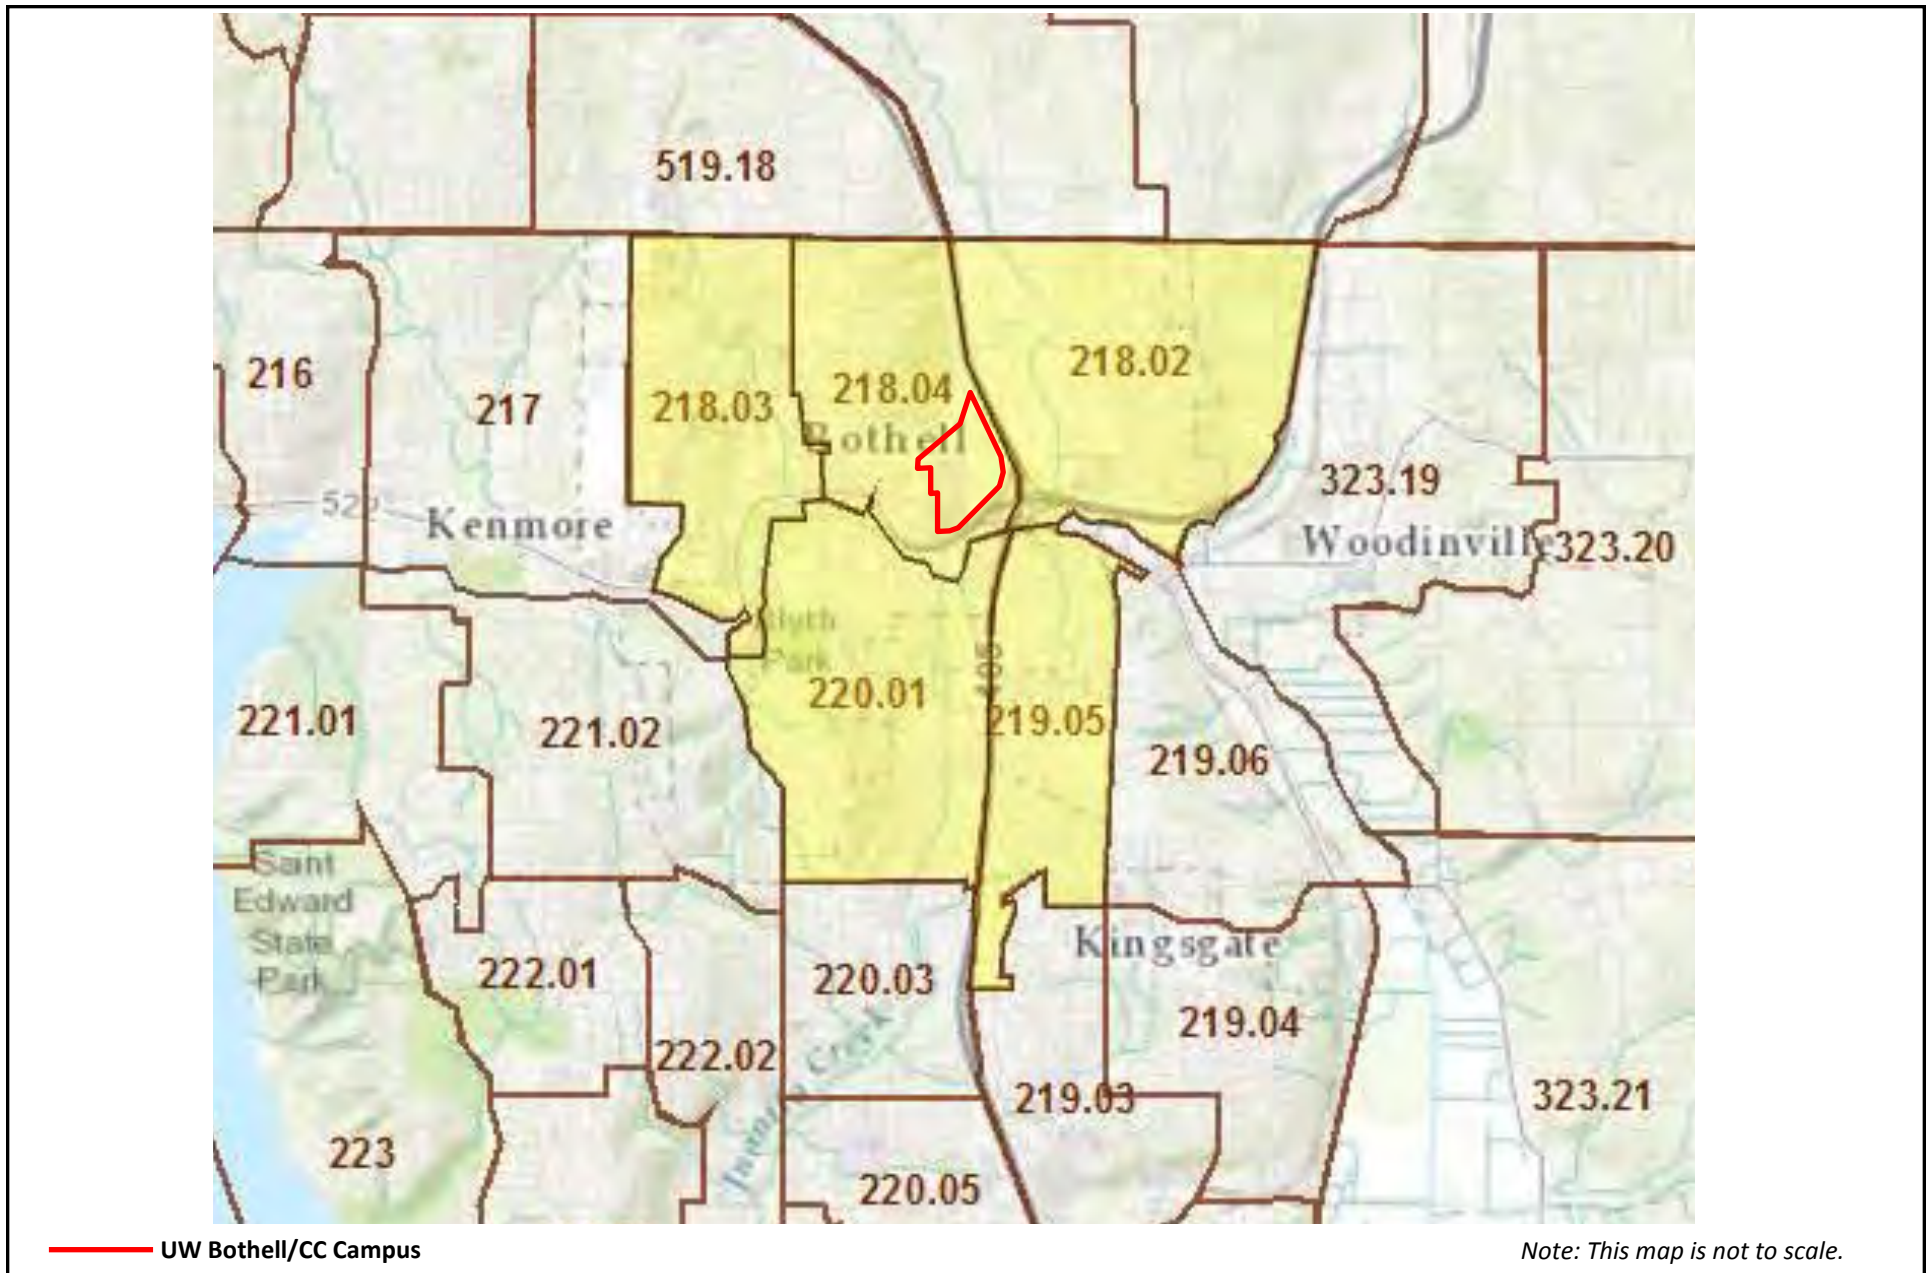 519.18
218.02
216
218.04
217
218.03
Bothell
323.19
529
Kenmore
Woodinville
323.20
Blyth
Park
405
220.01
221.01
219.05
221.02
219.06
Saint
Edward
State
Park
Kingsgate
222.01
220.03
219.04
222.02
Juanita Creek
219.03
323.21
223
220.05
UW Bothell/CC Campus
Note: This map is not to scale.